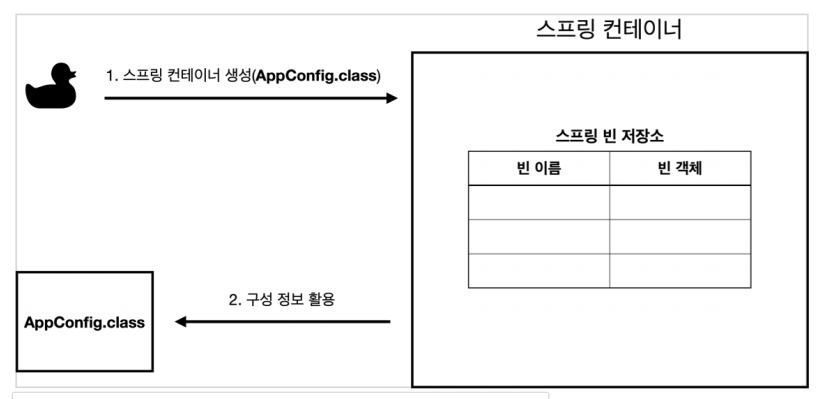 스프링 컨테이너
1. 스프링 컨테이너 생성(AppConfig.class)
스프링 빈 저장소
빈 이름 빈 객체
2. 구성 정보 활용
AppConfig.class